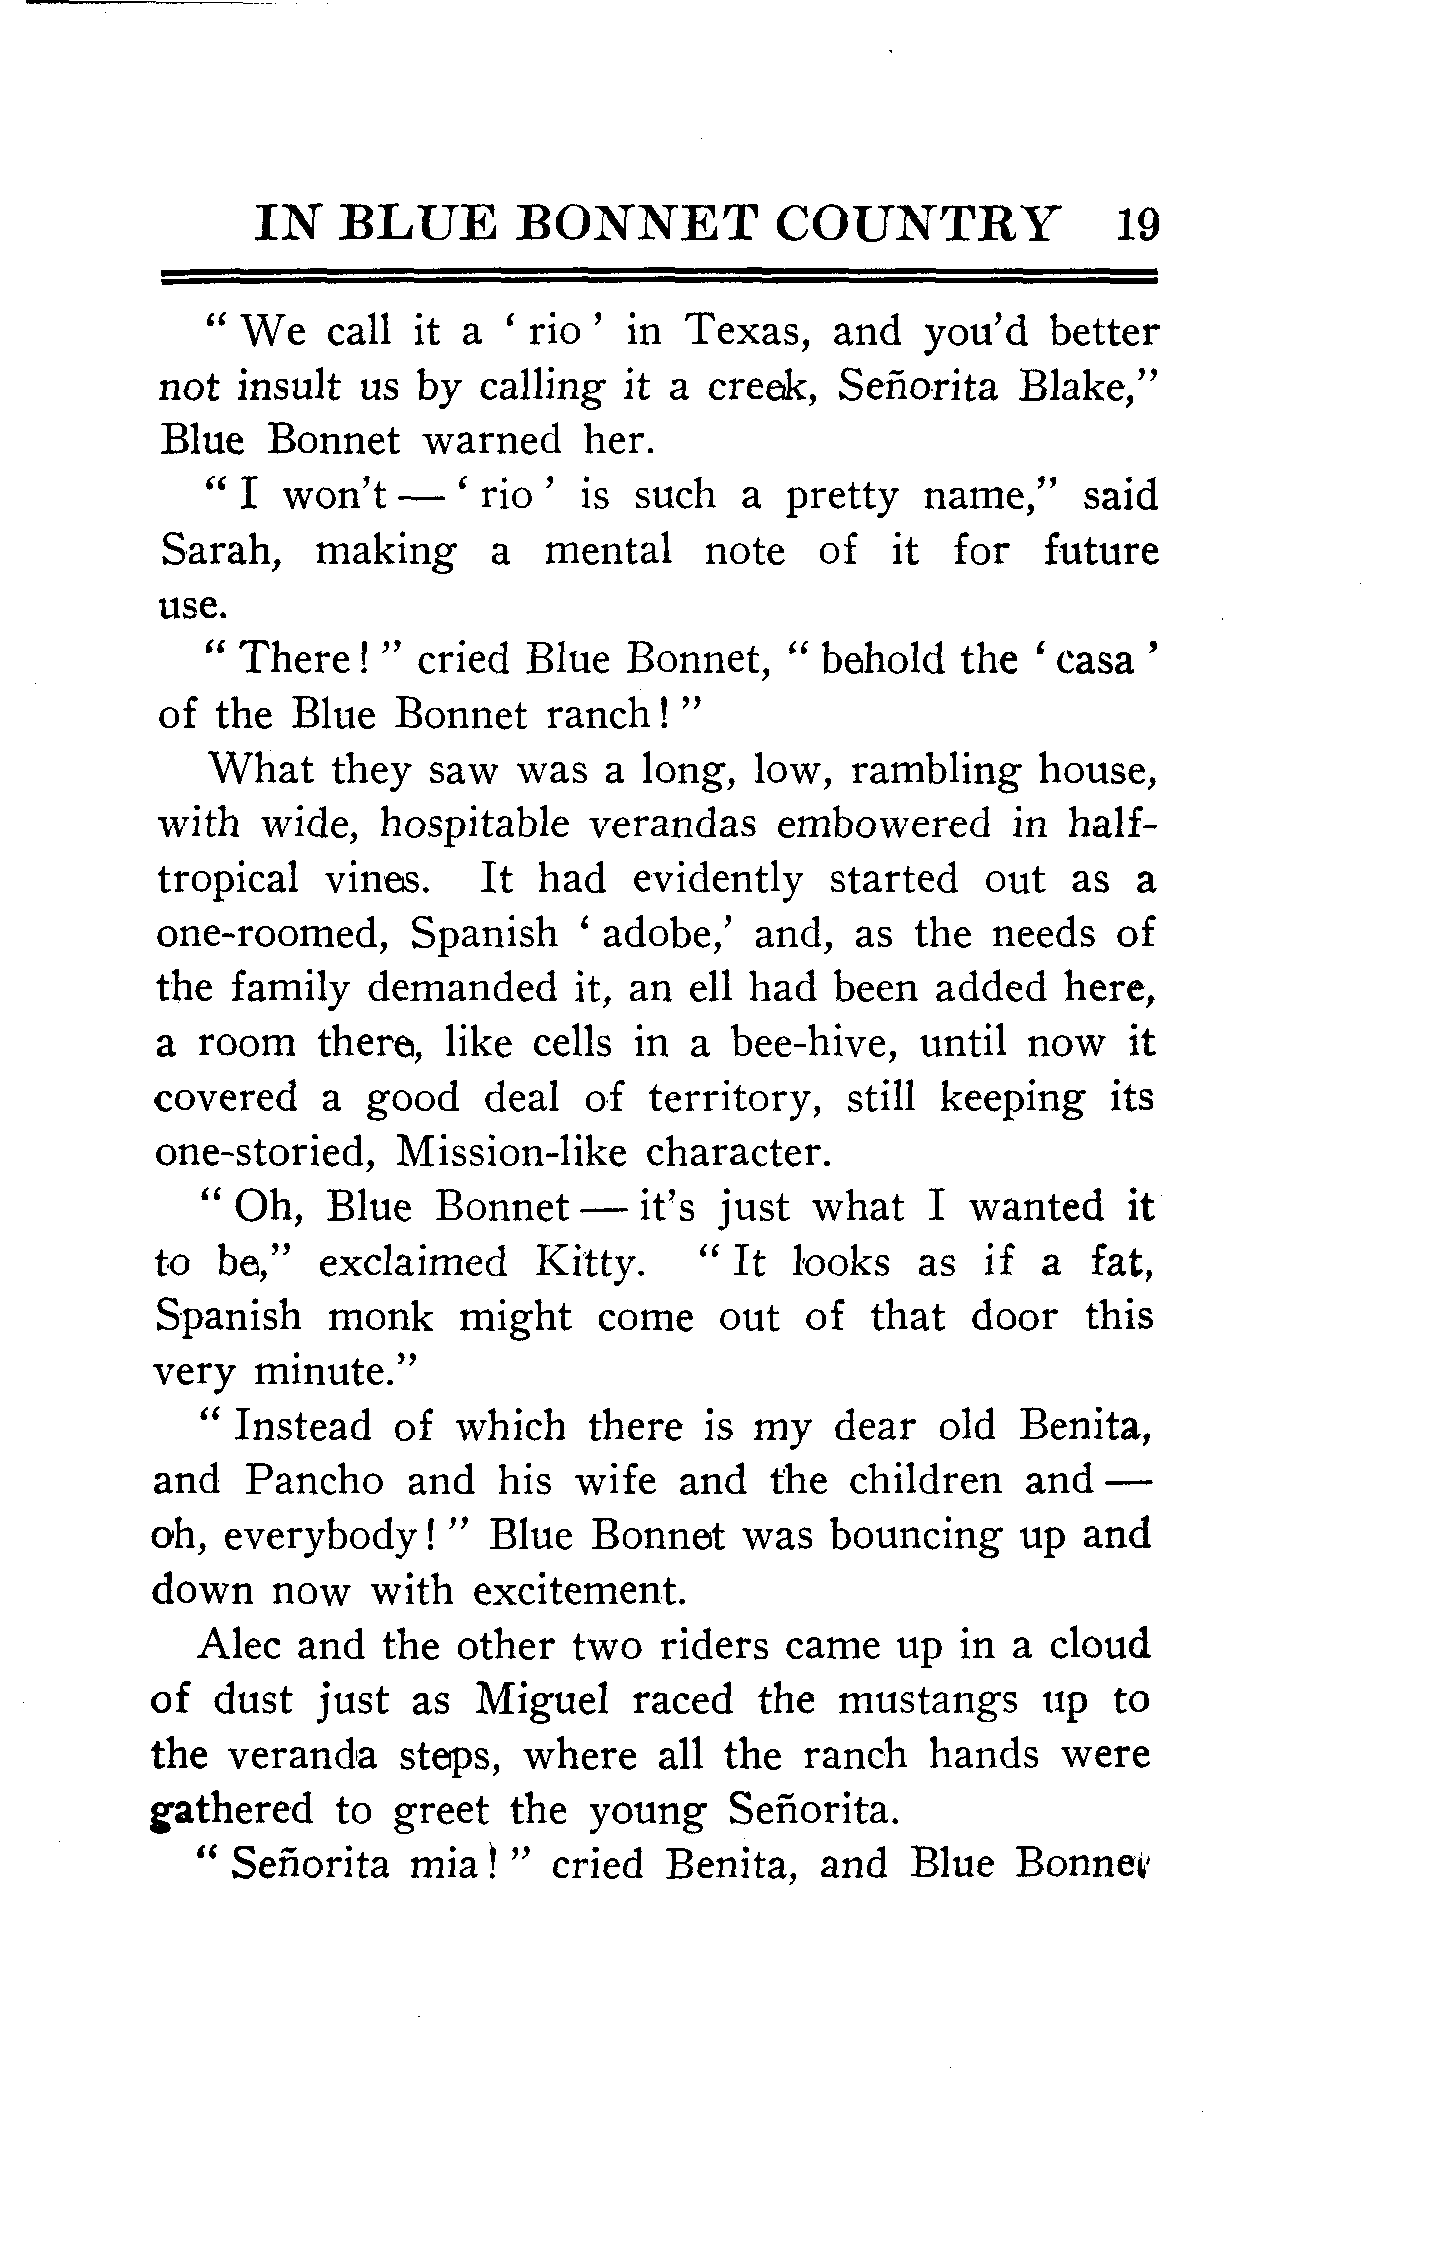 IN BLUE BONNET COUNTRY 19
“ We call it a ‘ rio ’ in Texas, and you’d better
not insult us by calling it a creek, Señorita Blake,”
Blue Bonnet warned her.
“ I won’t — ‘ rio ’ is such a pretty name,” said
Sarah, making a mental note of it for future
use.
“ There ! ” cried Blue Bonnet, “ behold the ‘ casa ’
of the Blue Bonnet ranch ! ”
What they saw was a long, low, rambling house,
with wide, hospitable verandas embowered in half-
tropical vines. It had evidently started out as a
one-roomed, Spanish ‘ adobe,’ and, as the needs of
the family demanded it, an ell had been added here,
a room there, like cells in a bee-hive, until now it
covered a good deal of territory, still keeping its
one-storied, Mission-like character.
“ Oh, Blue Bonnet — it’s just what I wanted it
to be,” exclaimed Kitty. “ It looks as if a fat,
Spanish monk might come out of that door this
very minute.”
“ Instead of which there is my dear old Benita,
and Pancho and his wife and the children and —
oh, everybody ! ” Blue Bonnet was bouncing up and
down now with excitement.
Alec and the other two riders came up in a cloud
of dust just as Miguel raced the mustangs up to
the veranda steps, where all the ranch hands were
gathered to greet the young Señorita.
“ Señorita mia ! ” cried Benita, and Blue Bonnet